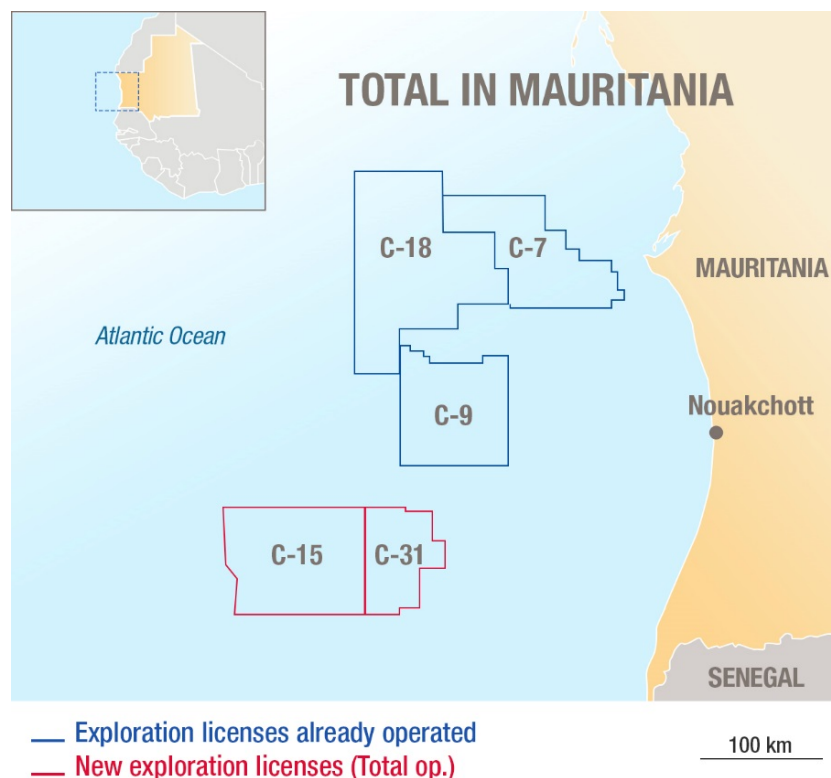 TOTAL IN MAURITANIA
C-18
C-7
MAURITANIA
Atlantic Ocean
Nouakchott
C-9
C-15
C-31
SENEGAL
Exploration licenses already operated
100 km
New exploration licenses (Total op.)